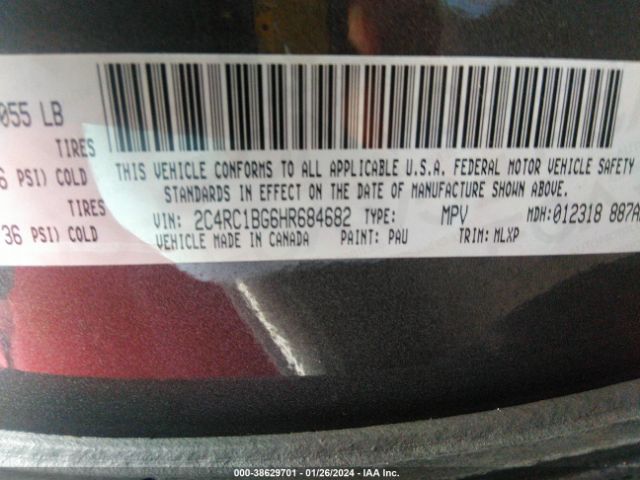 055 LB
TIRES
6 PSI) COLD
TIRES
36 PSI) COLD
THIS VEHICLE CONFORMS TO ALL APPLICABLE U.S.A. FEDERAL MOTOR VEHICLE SAFETY
STANDARDS IN EFFECT ON THE DATE OF MANUFACTURE SHOWN ABOVE.
VIN: 2C4RC1BG6HR684682 TYPE: MPV MDH:012318 887A
VEHICLE MADE IN CANADA PAINT: PAU TRIM: MLXP
000-38629701 - 01/26/2024 - IAA Inc.